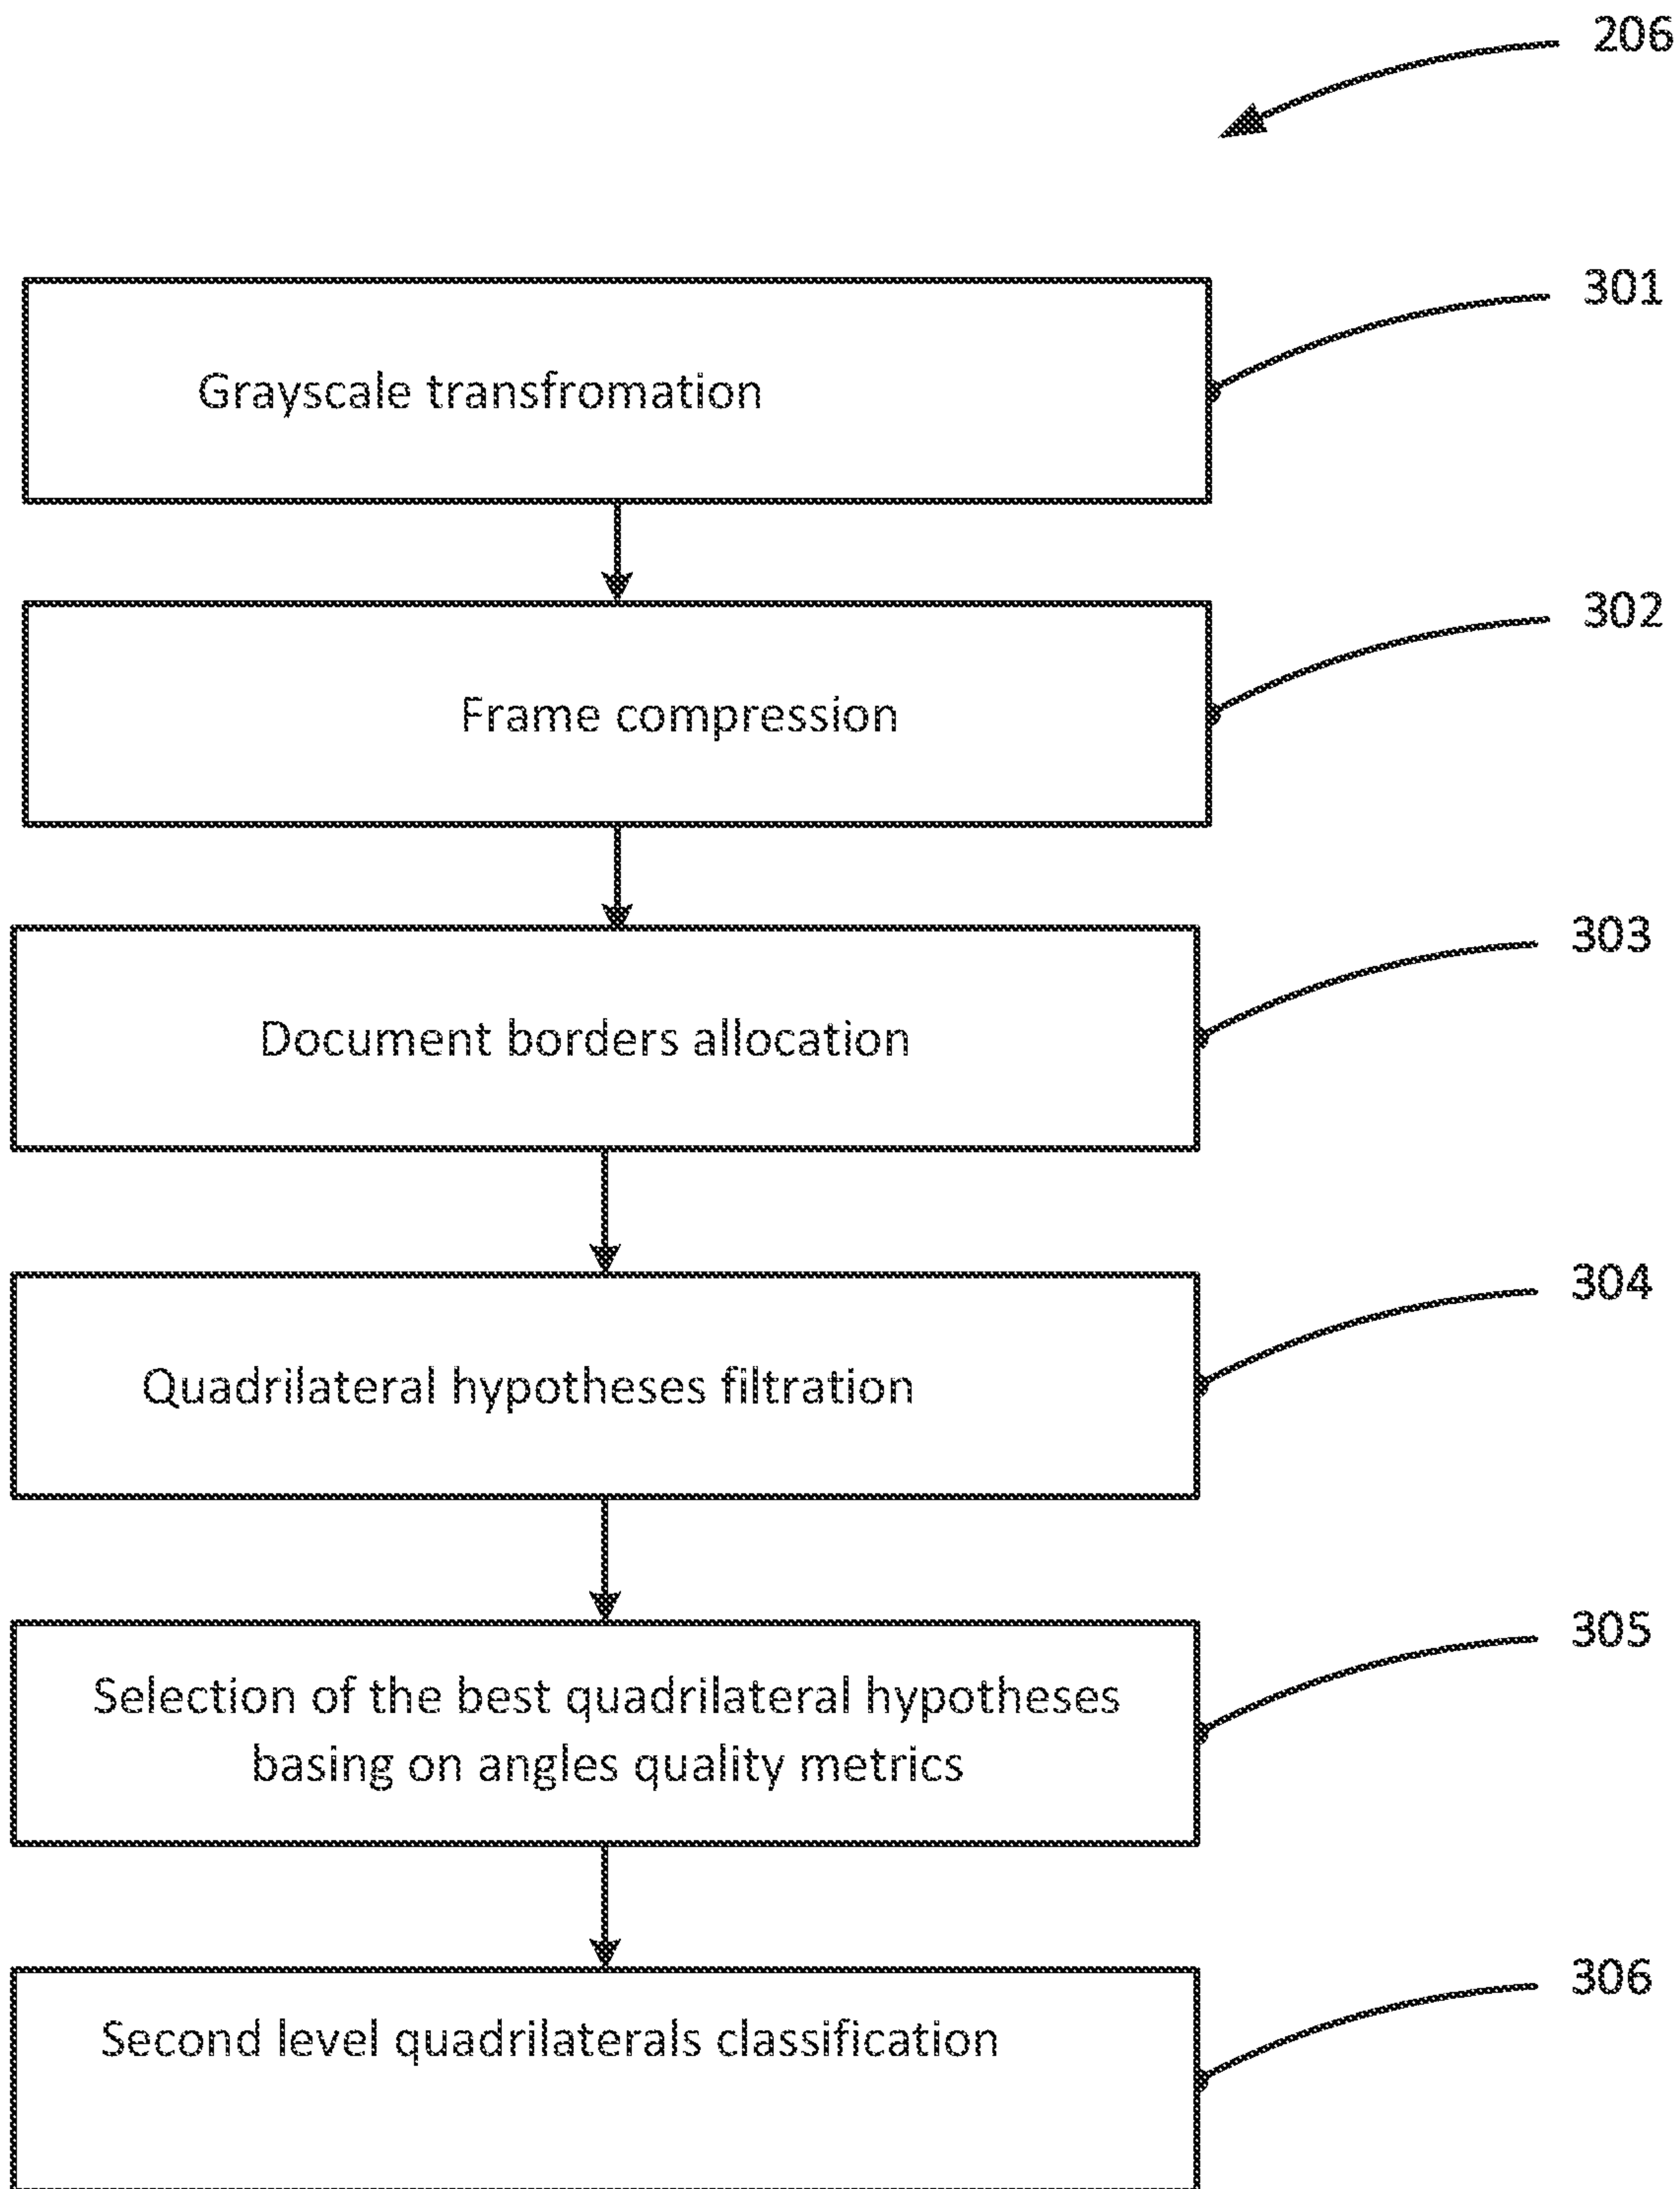 206
301
Grayscale transfromation
302
Frame compression
303
Document borders allocation
304
Quadrilateral hypotheses filtration
305
Selection of the best quadrilateral hypotheses
basing on angles quality metrics
306
Second level quadrilaterals classification